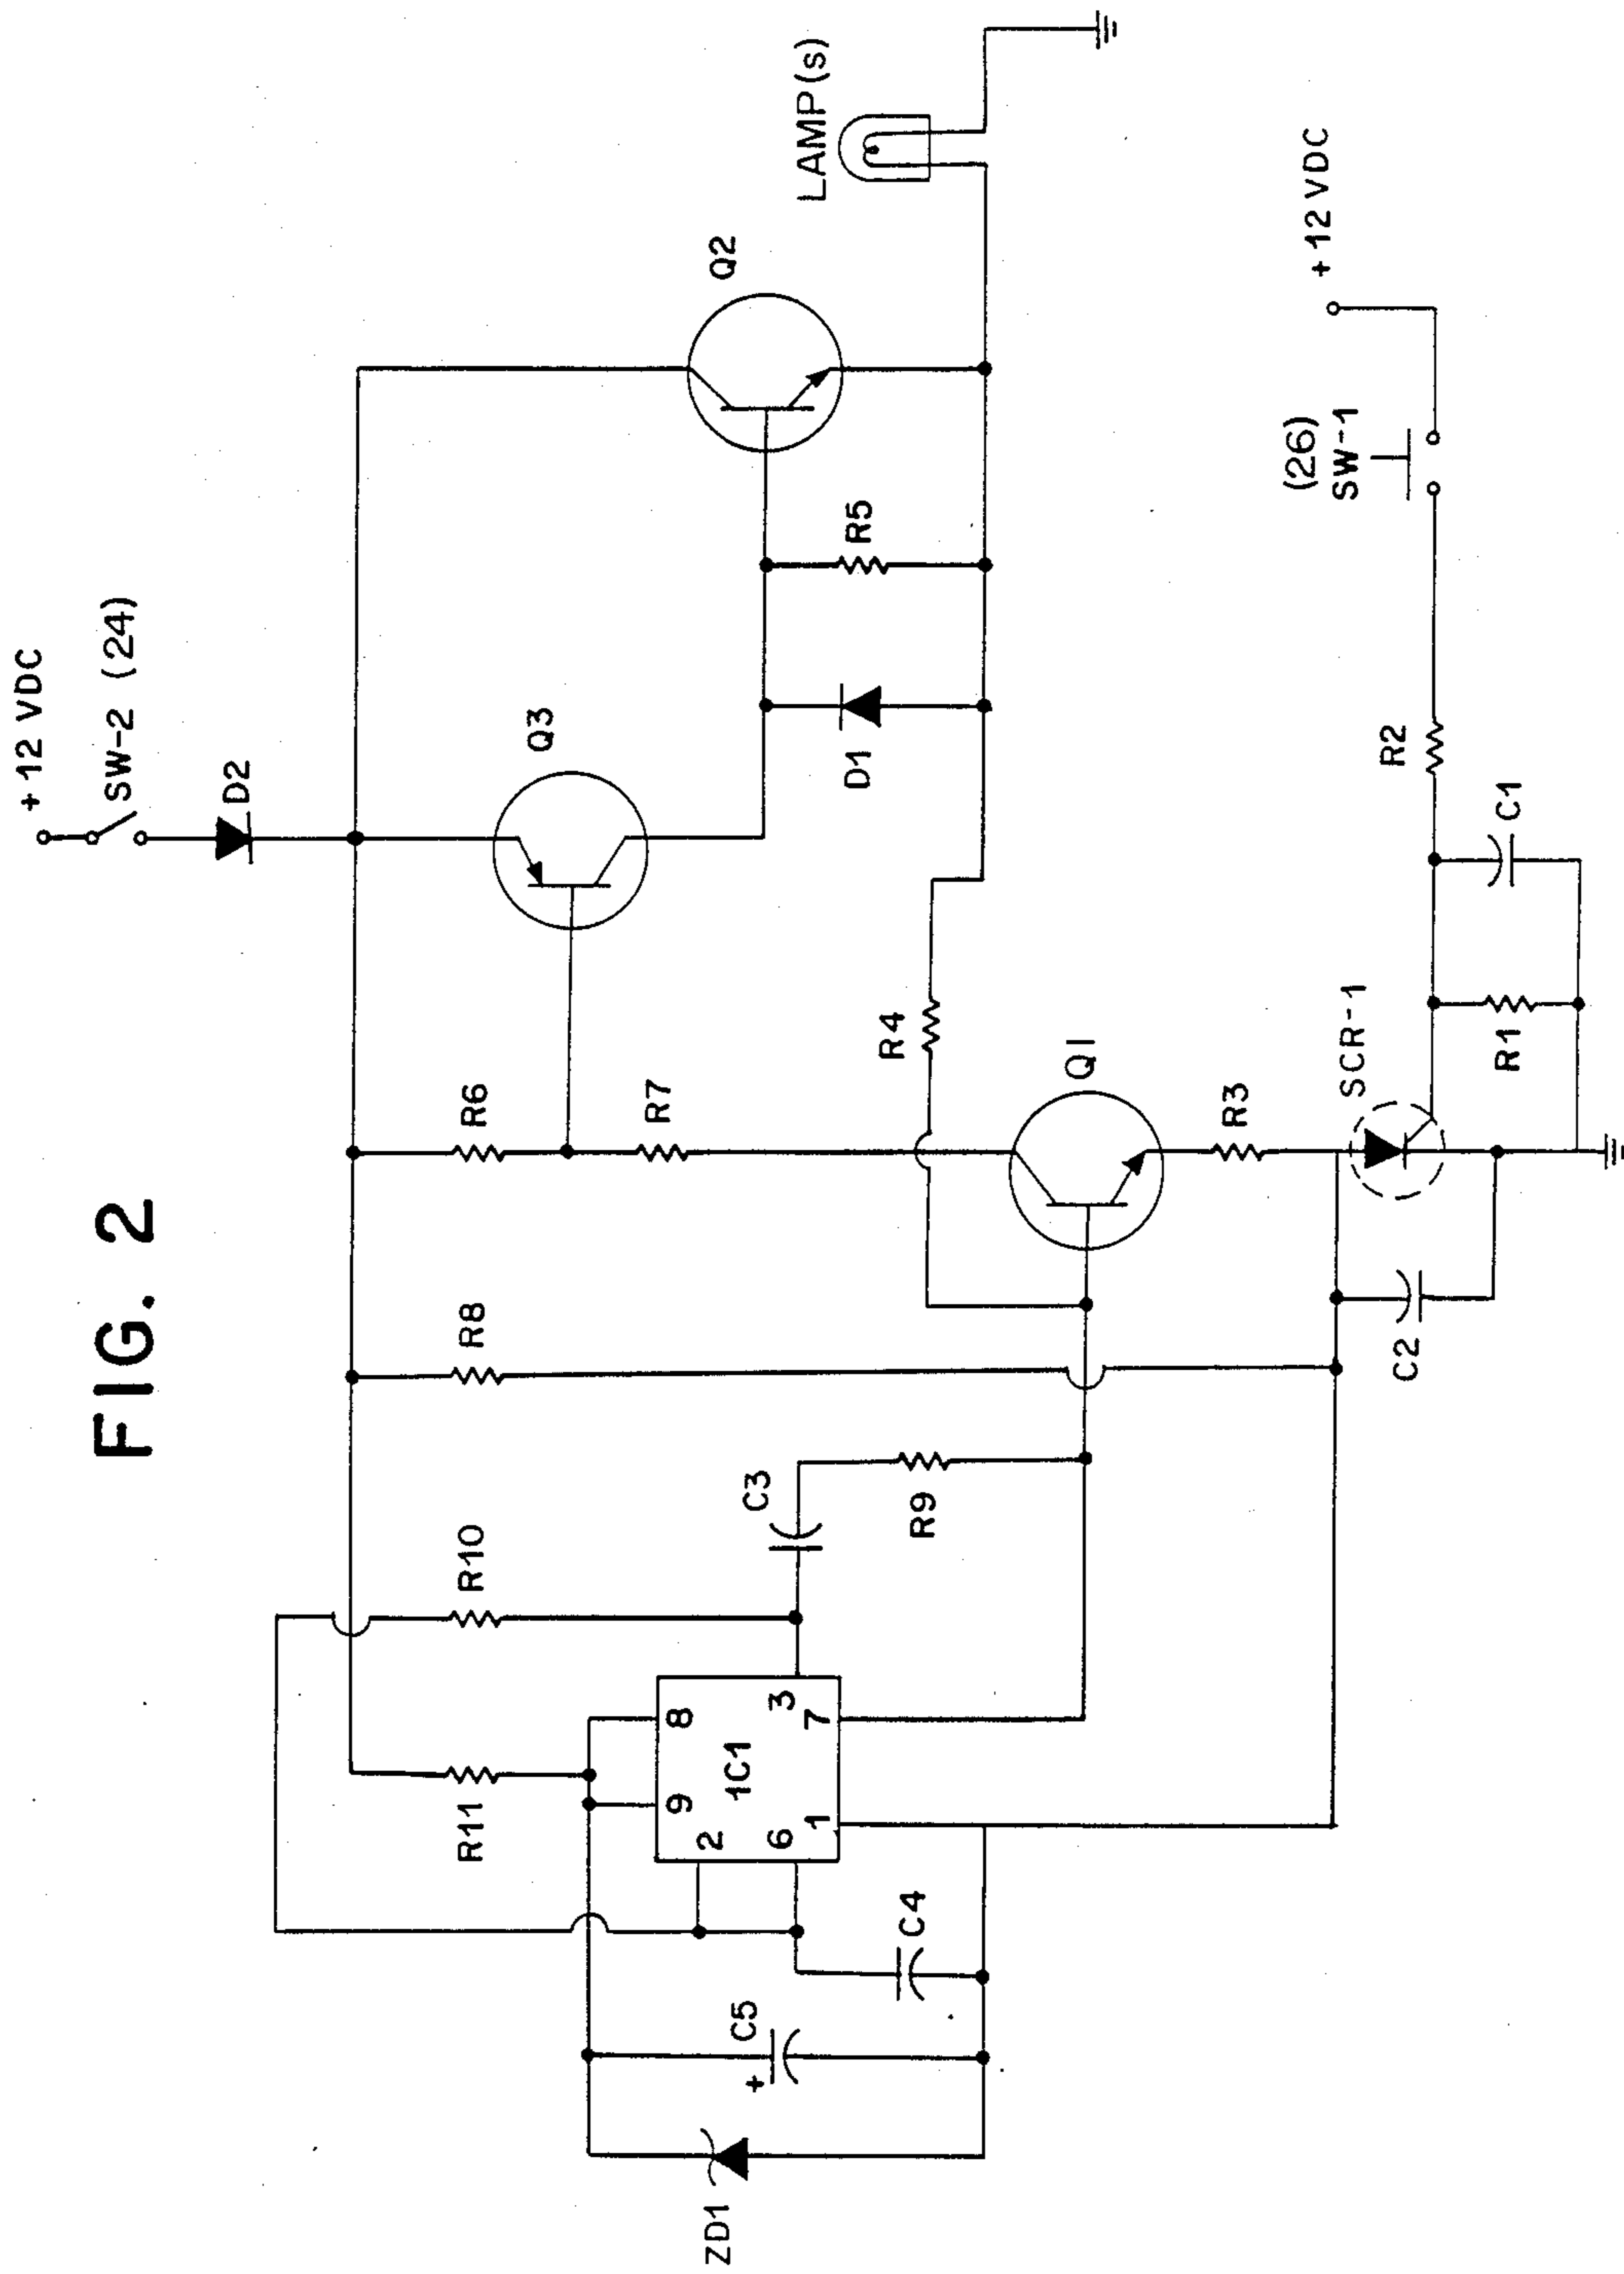 FIG. 2
+12 VDC
SW-2 (24)
D2
Q3
Q2
LAMP(s)
R5
D1
R4
R6
R7
R8
Q1
R3
SCR-1
R1
C1
R2
(26)
SW-1
+12 VDC
C2
C3
R9
R10
R11
1C1
8
9
3
7
2
6
1
C4
C5
+
ZD1